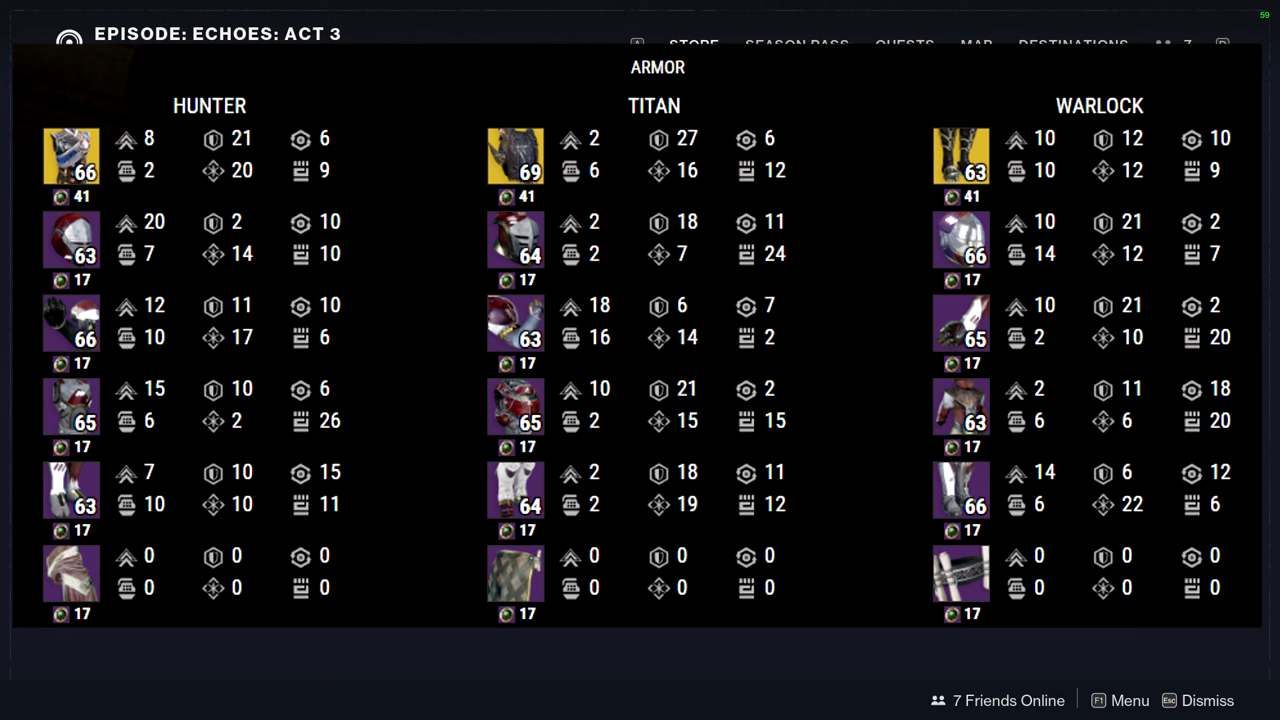 59
EPISODE: ECHOES: ACT 3
STORE SEASON PASS QUESTS MAP DESTINATIONS 7
ARMOR
HUNTER TITAN WARLOCK
8 21 6 2 27 6 10 12 10
66 2 20 9 69 6 16 12 63 10 12 9
41 41 41
20 2 10 2 18 11 10 21 2
63 7 14 10 64 2 7 24 66 14 12 7
17 17 17
12 11 10 18 6 7 10 21 2
66 10 17 6 63 16 14 2 65 2 10 20
17 17 17
15 10 6 10 21 2 2 11 18
65 6 2 26 65 2 15 15 63 6 6 20
17 17 17
7 10 15 2 18 11 14 6 12
63 10 10 11 64 2 19 12 66 6 22 6
17 17 17
0 0 0 0 0 0 0 0 0
0 0 0 0 0 0 0 0 0
17 17 17
7 Friends Online F1 Menu Esc Dismiss